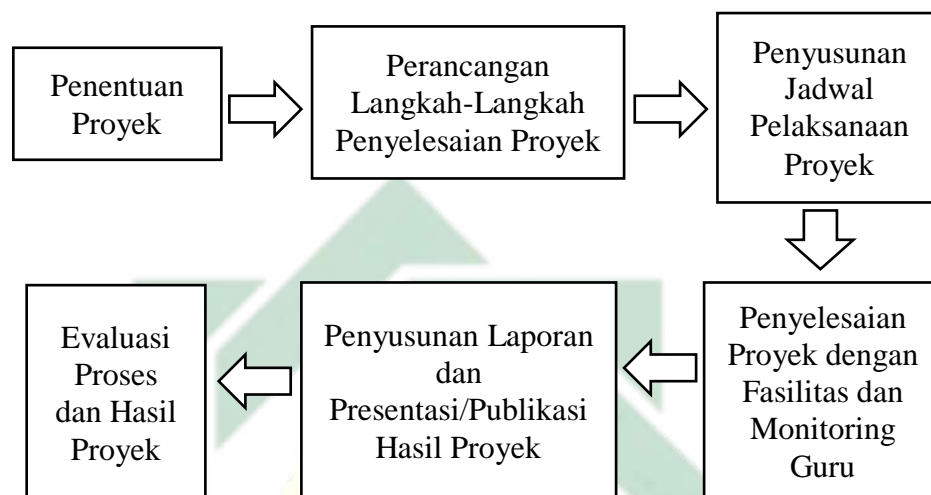 Penentuan
Proyek
Perancangan
Langkah-Langkah
Penyelesaian Proyek
Penyusunan
Jadwal
Pelaksanaan
Proyek
Penyelesaian
Proyek dengan
Fasilitas dan
Monitoring
Guru
Penyusunan Laporan
dan
Presentasi/Publikasi
Hasil Proyek
Evaluasi
Proses
dan Hasil
Proyek